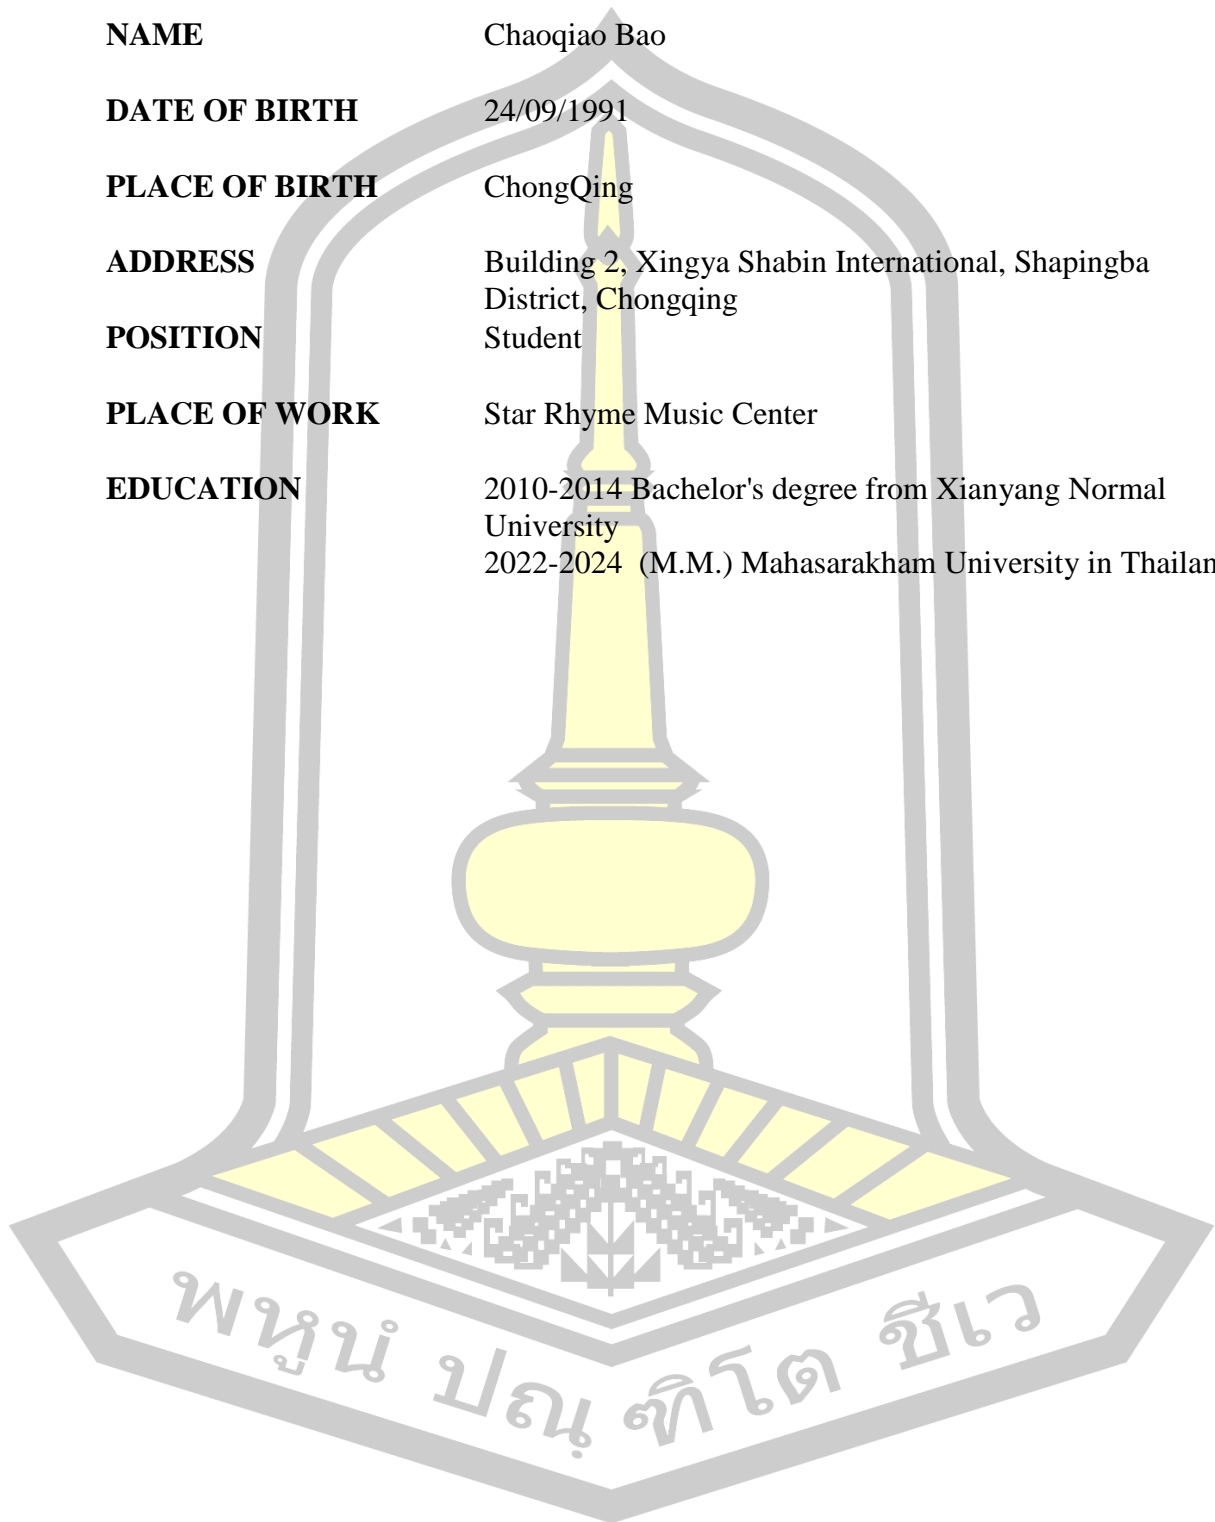 NAME Chaoqiao Bao
DATE OF BIRTH 24/09/1991
PLACE OF BIRTH ChongQing
ADDRESS Building 2, Xingya Shabin International, Shapingba
District, Chongqing
POSITION Student
PLACE OF WORK Star Rhyme Music Center
EDUCATION 2010-2014 Bachelor's degree from Xianyang Normal
University
2022-2024 (M.M.) Mahasarakham University in Thailan
พหูนํ ปณฺฑิโต ชีเว